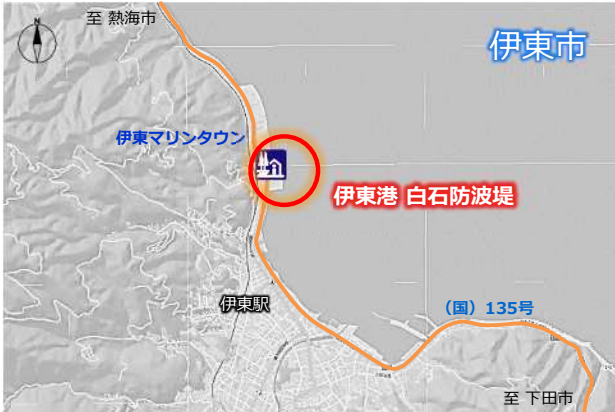 至 熱海市
伊東市
伊東マリンタウン
伊東港 白石防波堤
伊東駅
（国）135号
至 下田市